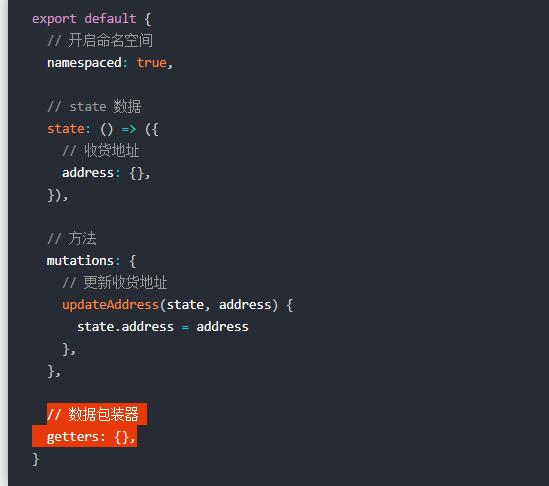 export default {
// 开启命名空间
namespaced: true,
// state 数据
state: () => ({
// 收货地址
address: {},
}),
// 方法
mutations: {
// 更新收货地址
updateAddress(state, address) {
state.address = address
},
},
// 数据包装器
getters: {},
}